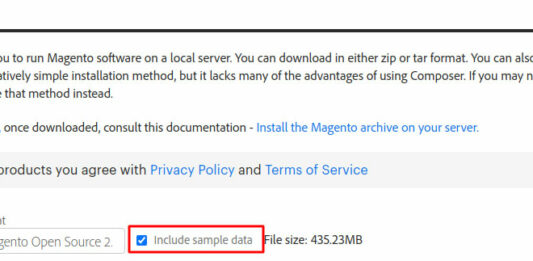 ou to run Magento software on a local server. You can download in either zip or tar format. You can also
atively simple installation method, but it lacks many of the advantages of using Composer. If you may n
e that method instead.
, once downloaded, consult this documentation - Install the Magento archive on your server.
products you agree with Privacy Policy and Terms of Service
at
gento Open Source 2.
Include sample data
File size: 435.23MB